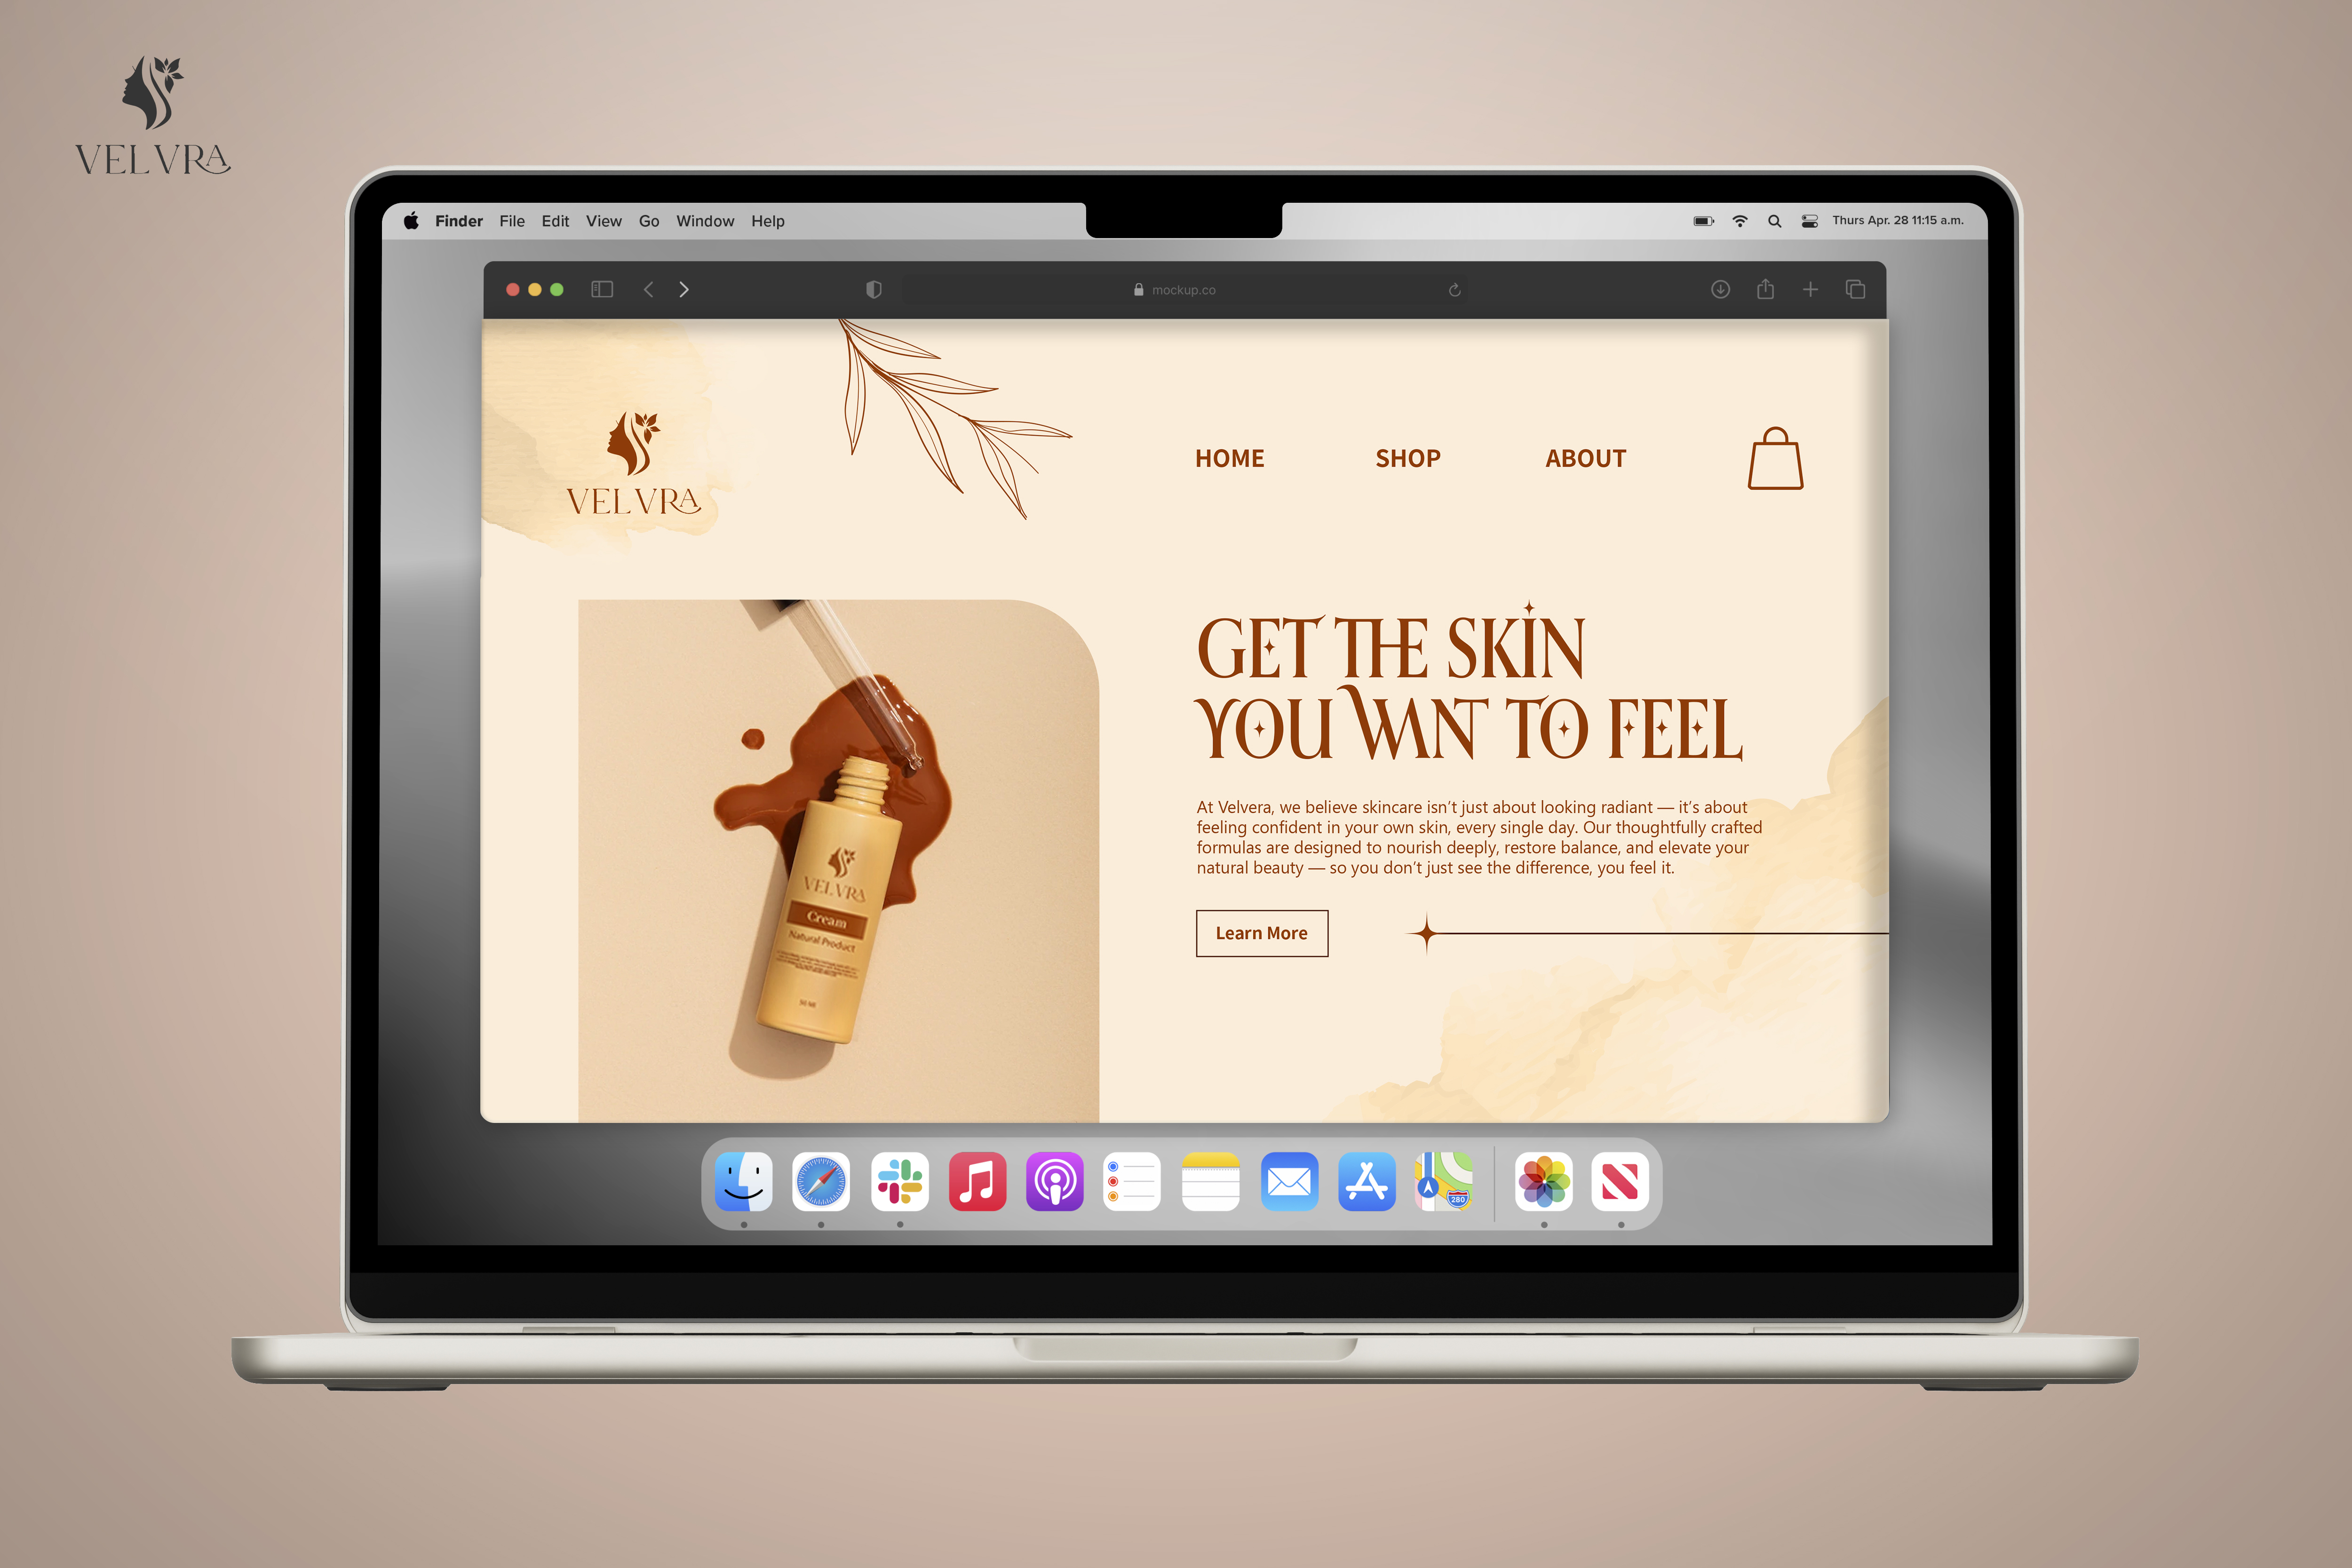 VELVRA
Finder File Edit View Go Window Help
Thurs Apr. 28 11:15 a.m.
mockup.co
VELVRA
HOME SHOP ABOUT
GET THE SKIN
YOU WANT TO FEEL
At Velvera, we believe skincare isn't just about looking radiant — it's about
feeling confident in your own skin, every single day. Our thoughtfully crafted
formulas are designed to nourish deeply, restore balance, and elevate your
natural beauty — so you don't just see the difference, you feel it.
Learn More
VELVRA
Cream
Natural Product
50 ML
280